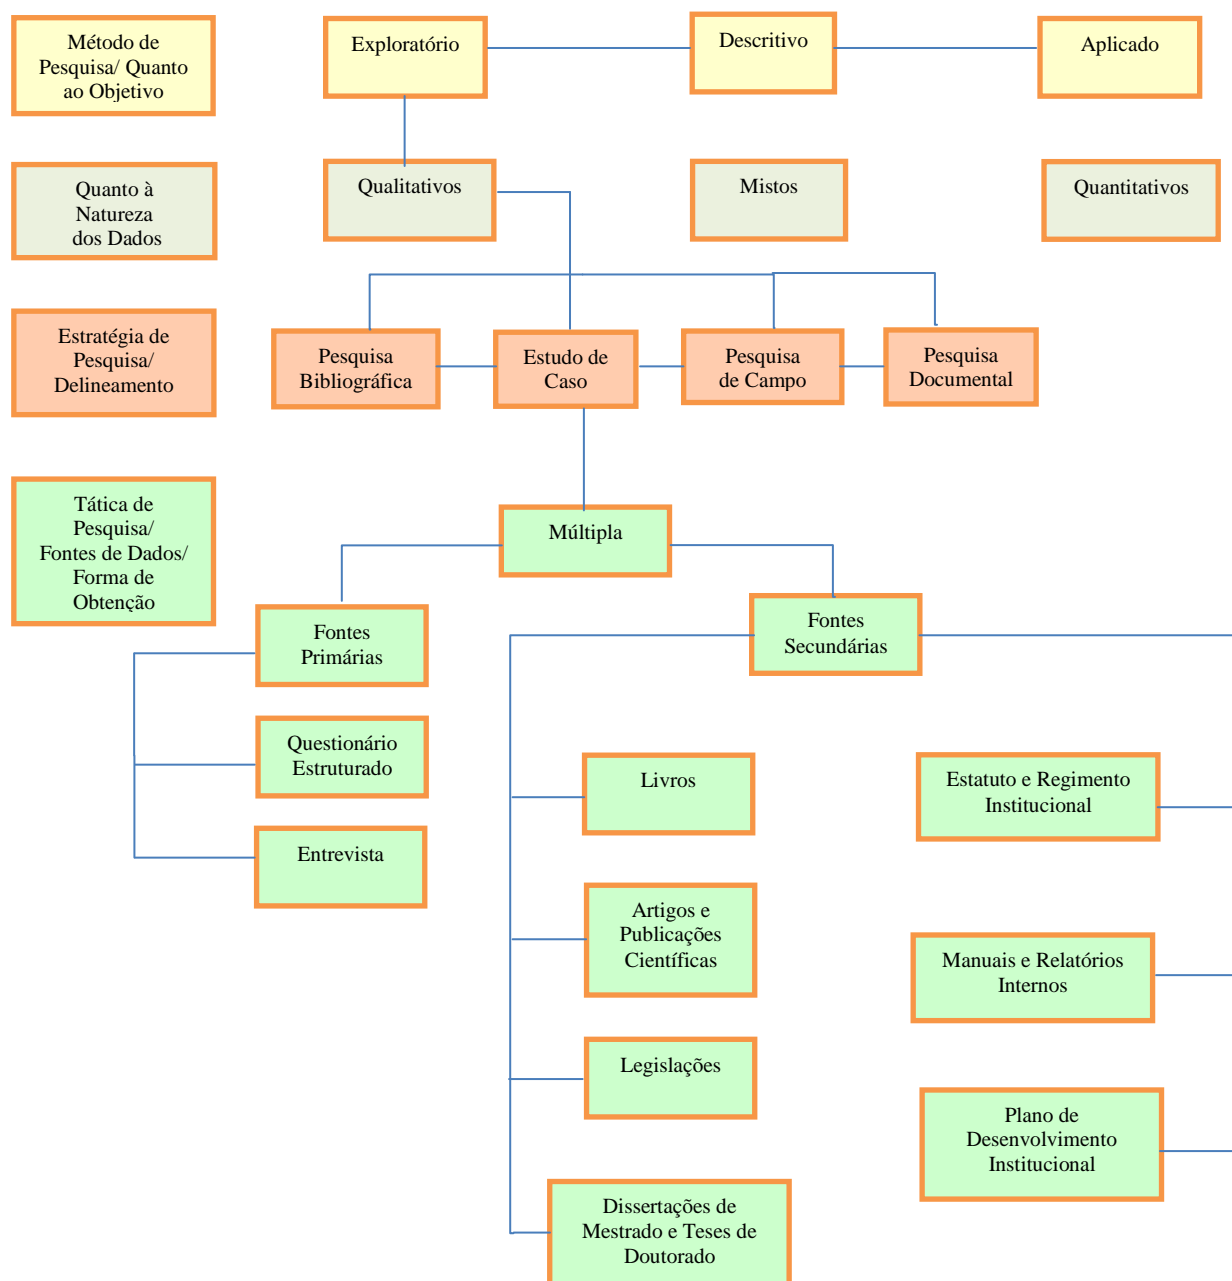 Método de
Pesquisa/ Quanto
ao Objetivo
Exploratório
Descritivo
Aplicado
Quanto à
Natureza
dos Dados
Qualitativos
Mistos
Quantitativos
Estratégia de
Pesquisa/
Delineamento
Pesquisa
Bibliográfica
Estudo de
Caso
Pesquisa
de Campo
Pesquisa
Documental
Tática de
Pesquisa/
Fontes de Dados/
Forma de
Obtenção
Múltipla
Fontes
Primárias
Fontes
Secundárias
Questionário
Estruturado
Entrevista
Livros
Estatuto e Regimento
Institucional
Artigos e
Publicações
Científicas
Manuais e Relatórios
Internos
Legislações
Plano de
Desenvolvimento
Institucional
Dissertações de
Mestrado e Teses de
Doutorado